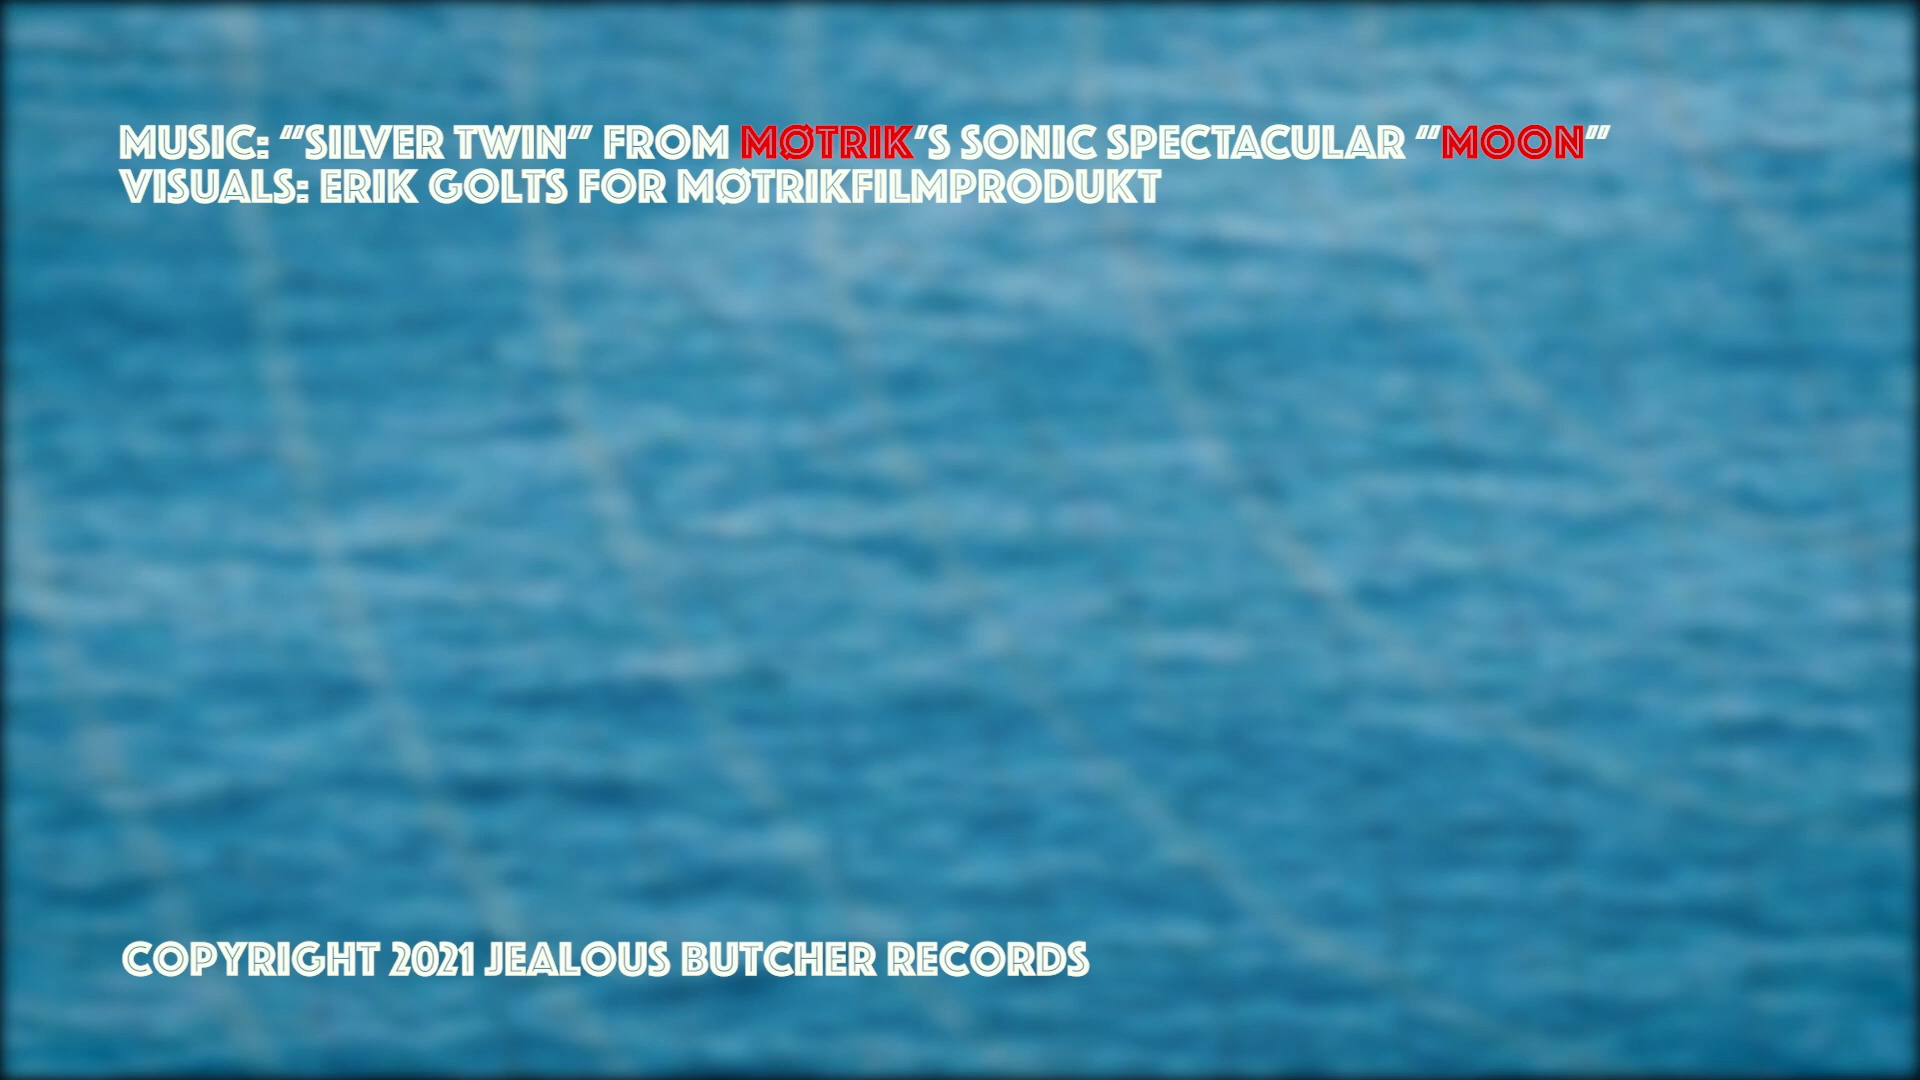 MUSIC: "SILVER TWIN" FROM MØTRIK'S SONIC SPECTACULAR "MOON"
VISUALS: ERIK GOLTS FOR MØTRIKFILMPRODUKT
COPYRIGHT 2021 JEALOUS BUTCHER RECORDS